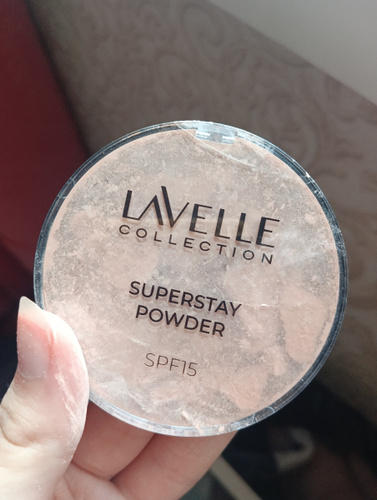 LAVELLE
COLLECTION
SUPERSTAY
POWDER
SPF15